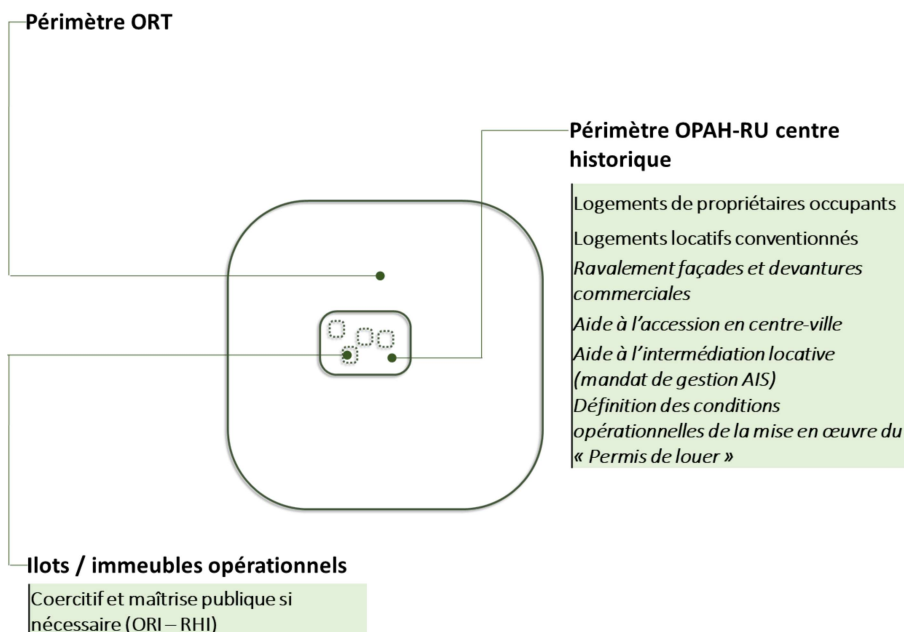 Périmètre ORT
Périmètre OPAH-RU centre
historique
Logements de propriétaires occupants
Logements locatifs conventionnés
Ravalement façades et devantures
commerciales
Aide à l’accession en centre-ville
Aide à l’intermédiation locative
(mandat de gestion AIS)
Définition des conditions
opérationnelles de la mise en œuvre du
« Permis de louer »
Ilots / immeubles opérationnels
Coercitif et maîtrise publique si
nécessaire (ORI – RHI)